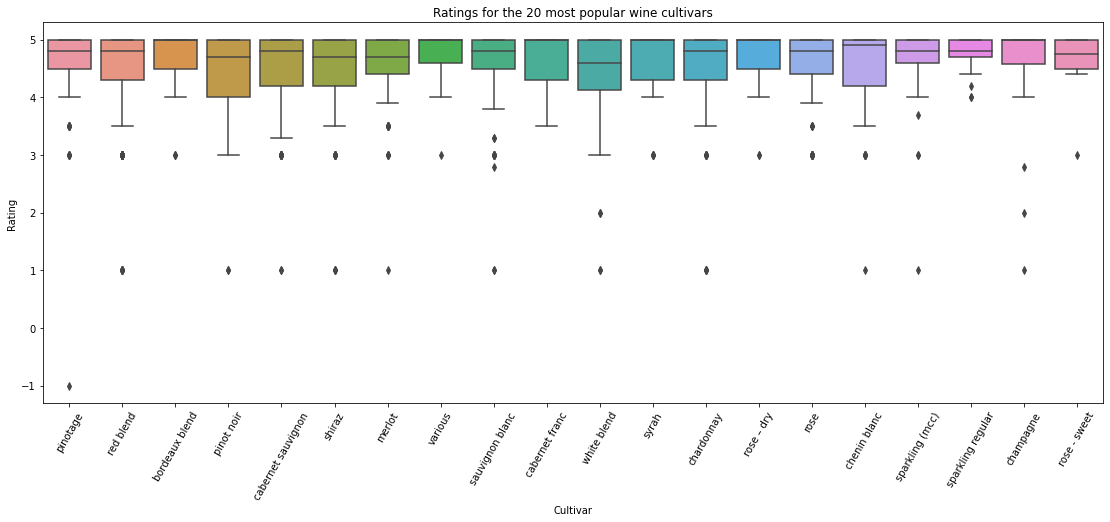 Ratings for the 20 most popular wine cultivars
Rating
5
4
3
2
1
0
−1
pinotage
red blend
bordeaux blend
pinot noir
cabernet sauvignon
shiraz
merlot
various
sauvignon blanc
cabernet franc
white blend
syrah
chardonnay
rose – dry
rose
chenin blanc
sparkling (mcc)
sparkling regular
champagne
rose - sweet
Cultivar